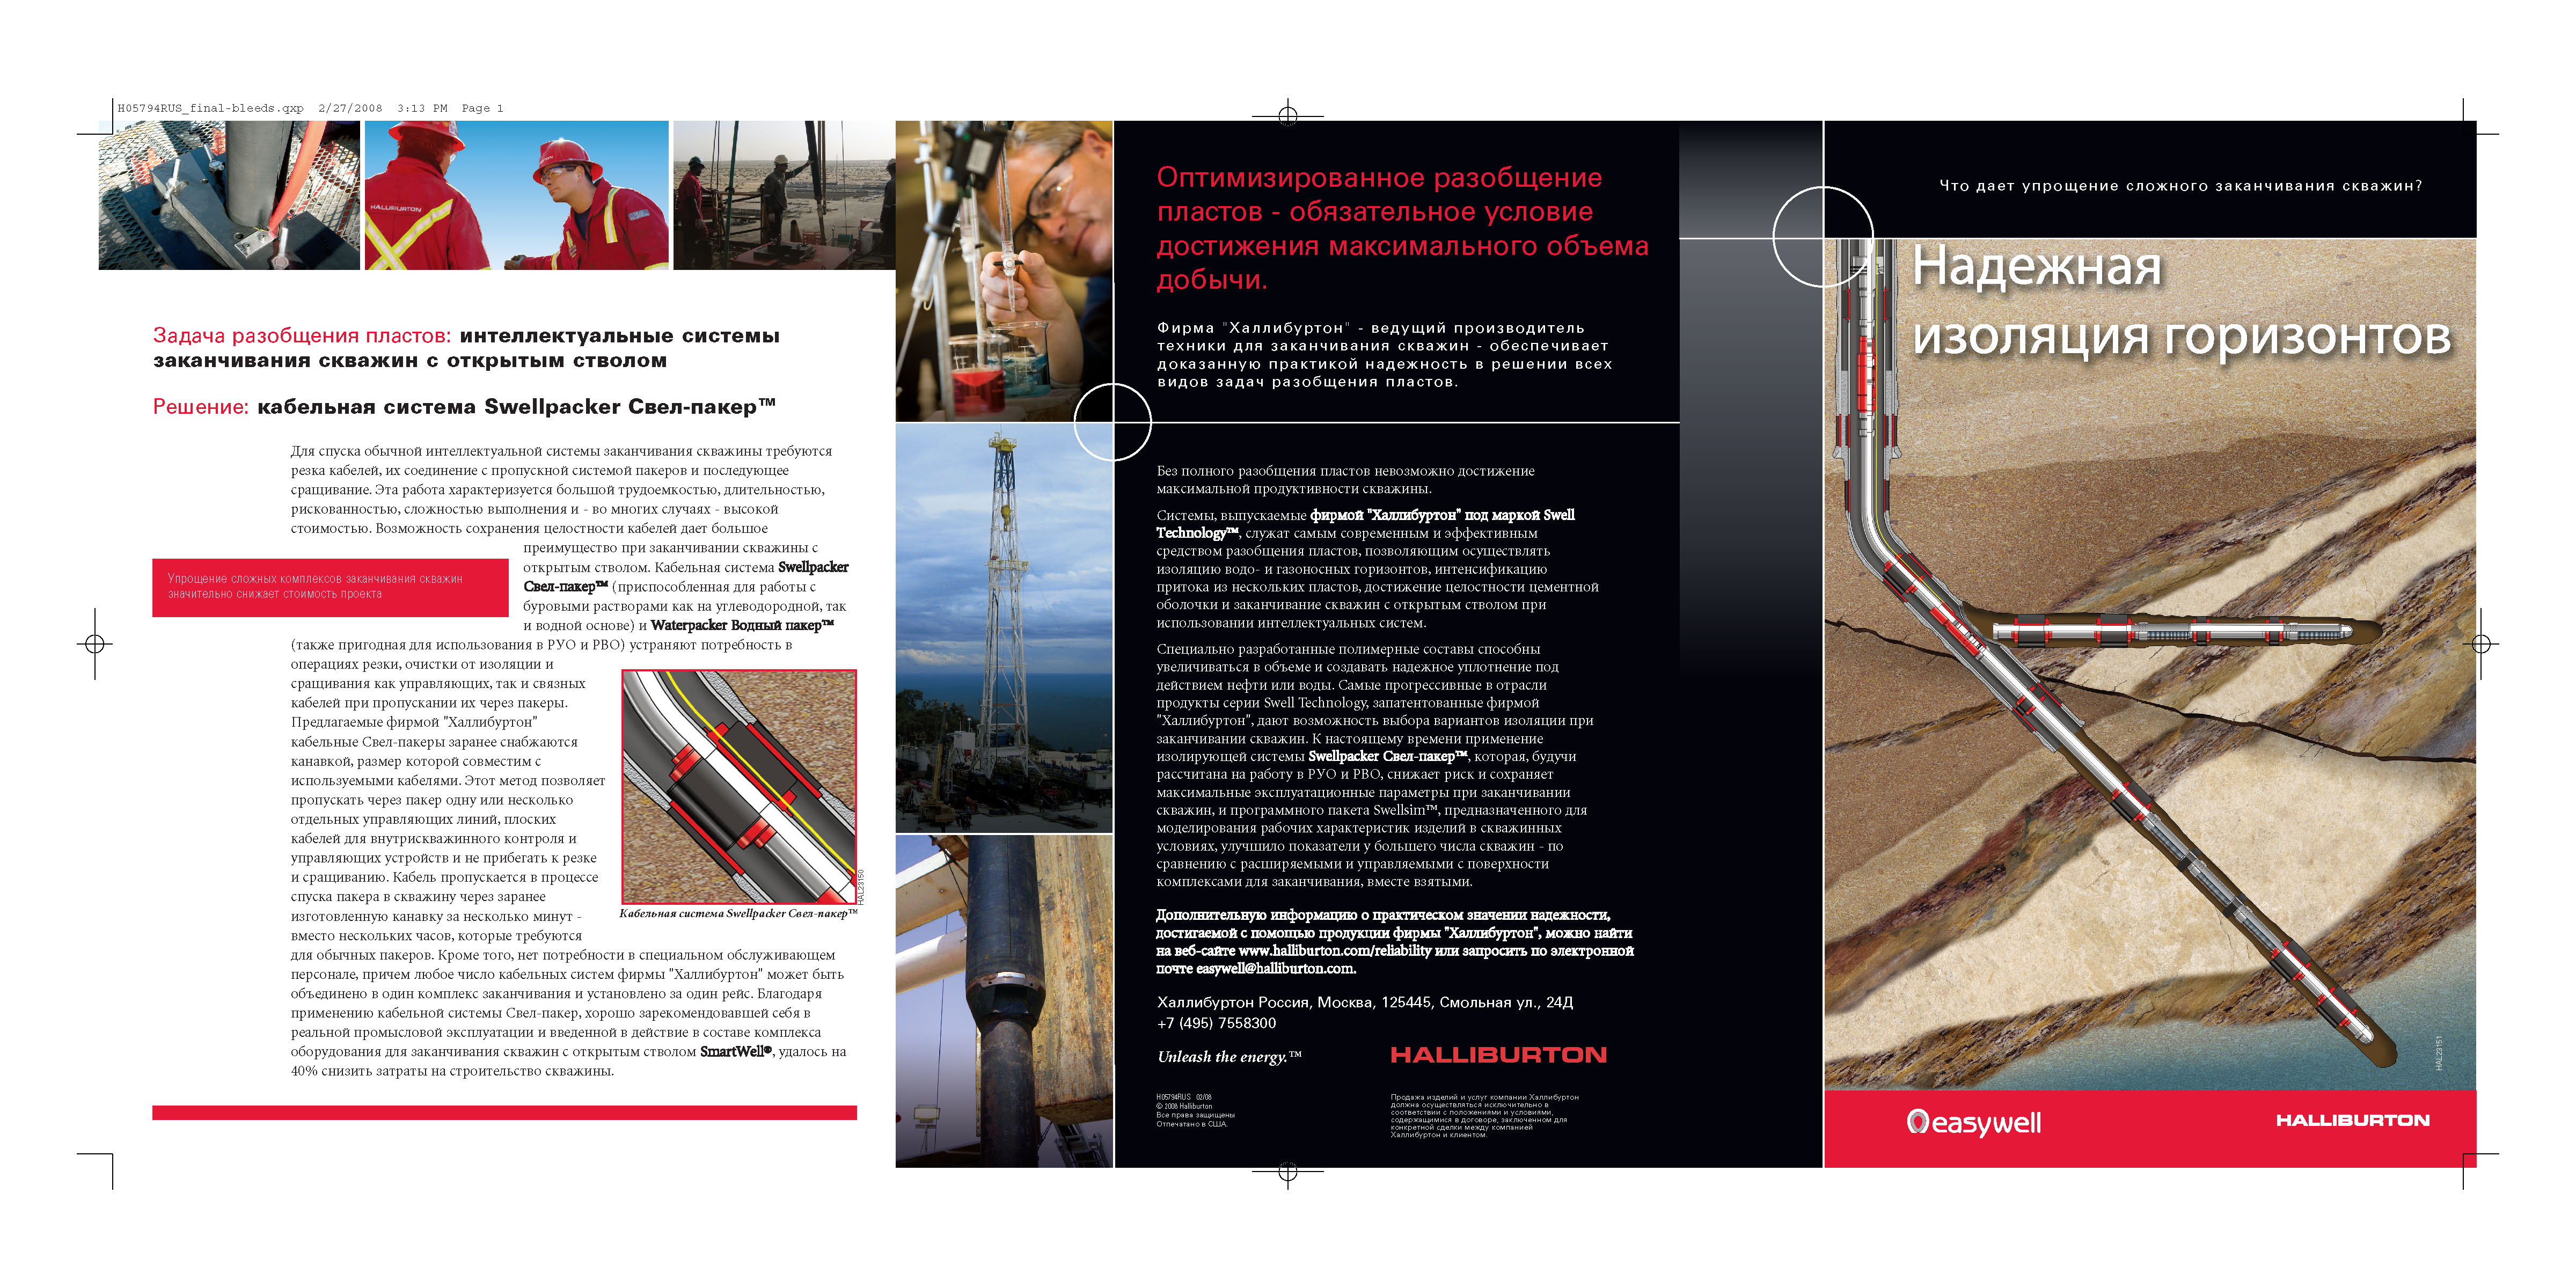 H05794RUS_final-bleeds.qxp 2/27/2008 3:13 PM Page 1
HALLIBURTON
Задача разобщения пластов: интеллектуальные системы
заканчивания скважин с открытым стволом
Решение: кабельная система Swellpacker Свел-пакер™
Для спуска обычной интеллектуальной системы заканчивания скважины требуются
резка кабелей, их соединение с пропускной системой пакеров и последующее
сращивание. Эта работа характеризуется большой трудоемкостью, длительностью,
рискованностью, сложностью выполнения и - во многих случаях - высокой
стоимостью. Возможность сохранения целостности кабелей дает большое
преимущество при заканчивании скважины с
открытым стволом. Кабельная система Swellpacker
Свел-пакер™ (приспособленная для работы с
буровыми растворами как на углеводородной, так
и водной основе) и Waterpacker Водный пакер™
Упрощение сложных комплексов заканчивания скважин
значительно снижает стоимость проекта
(также пригодная для использования в РУО и РВО) устраняют потребность в
операциях резки, очистки от изоляции и
сращивания как управляющих, так и связных
кабелей при пропускании их через пакеры.
Предлагаемые фирмой "Халлибуртон"
кабельные Свел-пакеры заранее снабжаются
канавкой, размер которой совместим с
используемыми кабелями. Этот метод позволяет
пропускать через пакер одну или несколько
отдельных управляющих линий, плоских
кабелей для внутрискважинного контроля и
управляющих устройств и не прибегать к резке
и сращиванию. Кабель пропускается в процессе
спуска пакера в скважину через заранее
изготовленную канавку за несколько минут -
вместо нескольких часов, которые требуются
для обычных пакеров. Кроме того, нет потребности в специальном обслуживающем
персонале, причем любое число кабельных систем фирмы "Халлибуртон" может быть
объединено в один комплекс заканчивания и установлено за один рейс. Благодаря
применению кабельной системы Свел-пакер, хорошо зарекомендовавшей себя в
реальной промысловой эксплуатации и введенной в действие в составе комплекса
оборудования для заканчивания скважин с открытым стволом SmartWell®, удалось на
40% снизить затраты на строительство скважины.
HAL23150
Кабельная система Swellpacker Свел-пакер™
Оптимизированное разобщение
пластов - обязательное условие
достижения максимального объема
добычи.
Фирма "Халлибуртон" - ведущий производитель
техники для заканчивания скважин - обеспечивает
доказанную практикой надежность в решении всех
видов задач разобщения пластов.
Без полного разобщения пластов невозможно достижение
максимальной продуктивности скважины.
Системы, выпускаемые фирмой "Халлибуртон" под маркой Swell
Technology™, служат самым современным и эффективным
средством разобщения пластов, позволяющим осуществлять
изоляцию водо- и газоносных горизонтов, интенсификацию
притока из нескольких пластов, достижение целостности цементной
оболочки и заканчивание скважин с открытым стволом при
использовании интеллектуальных систем.
Специально разработанные полимерные составы способны
увеличиваться в объеме и создавать надежное уплотнение под
действием нефти или воды. Самые прогрессивные в отрасли
продукты серии Swell Technology, запатентованные фирмой
"Халлибуртон", дают возможность выбора вариантов изоляции при
заканчивании скважин. К настоящему времени применение
изолирующей системы Swellpacker Свел-пакер™, которая, будучи
рассчитана на работу в РУО и РВО, снижает риск и сохраняет
максимальные эксплуатационные параметры при заканчивании
скважин, и программного пакета Swellsim™, предназначенного для
моделирования рабочих характеристик изделий в скважинных
условиях, улучшило показатели у большего числа скважин - по
сравнению с расширяемыми и управляемыми с поверхности
комплексами для заканчивания, вместе взятыми.
Дополнительную информацию о практическом значении надежности,
достигаемой с помощью продукции фирмы "Халлибуртон", можно найти
на веб-сайте www.halliburton.com/reliability или запросить по электронной
почте easywell@halliburton.com.
Халлибуртон Россия, Москва, 125445, Смольная ул., 24Д
+7 (495) 7558300
Unleash the energy.™
HALLIBURTON
H05794RUS 02/08
© 2008 Halliburton
Все права защищены
Отпечатано в США.
Продажа изделий и услуг компании Халлибуртон
должна осуществляться исключительно в
соответствии с положениями и условиями,
содержащимися в договоре, заключенном для
конкретной сделки между компанией
Халлибуртон и клиентом.
Что дает упрощение сложного заканчивания скважин?
Надежная
изоляция горизонтов
HAL23151
easywell
HALLIBURTON